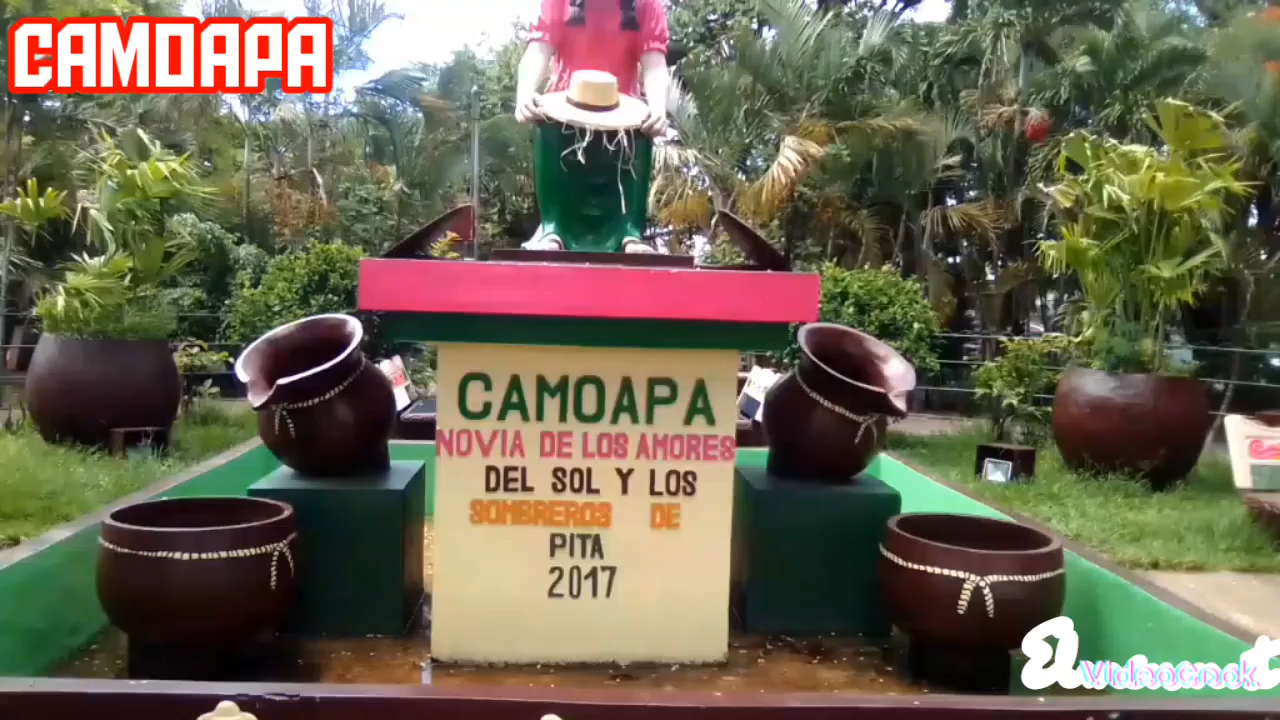 CAMOAPA
CAMOAPA
NOVIA DE LOS AMORES
DEL SOL Y LOS
SOMBREROS DE
PITA
2017